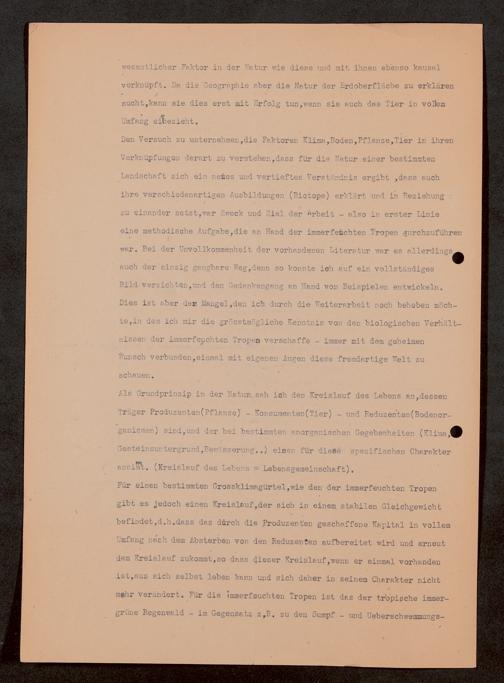 wesentlicher Faktor in der Natur wie diese und mit ihnen ebenso kausal
verknüpft. Da die Geographie aber die Natur der Erdoberfläche zu erklären
sucht,kann sie dies erst mit Erfolg tun,wenn sie auch das Tier in vollem
Umfang einbezieht.
Den Versuch zu unternehmen,die Faktoren Klima,Boden,Pflanze,Tier in ihren
Verknüpfungen derart zu verstehen,dass für die Natur einer bestimmten
Landschaft sich ein neues und vertieftes Verständnis ergibt ,dass auch
ihre verschiedenartigen Ausbildungen (Biotope) erklärt und in Beziehung
zu einander setzt,war Zweck und Ziel der Arbeit - also in erster Linie
eine methodische Aufgabe,die an Hand der immerfeuchten Tropen durchzuführen
war. Bei der Unvollkommenheit der vorhandenen Literatur war es allerdings
auch der einzig gangbare Weg,denn so konnte ich auf ein vollständiges
Bild verzichten,und den Gedankengang an Hand von Beispielen entwickeln.
Dies ist aber der Mangel,den ich durch die Weiterarbeit noch beheben möch-
te,in des ich mir die grösstmögliche Kenntnis von den biologischen Verhält-
nissen der immerfeuchten Tropen verschaffe - immer mit dem geheimen
Wunsch verbunden,einmal mit eigenen Augen diese fremdartige Welt zu
schauen.
Als Grundprinzip in der Natur sah ich den Kreislauf des Lebens an,dessen
Träger Produzenten(Pflanze) - Konsumenten(Tier) - und Reduzenten(Bodenor-
ganismen) sind,und der bei bestimmten anorganischen Gegebenheiten (Klima,
Gesteinsuntergrund,Bewässerung..) einen für diese spezifischen Charakter
annimt. (Kreislauf des Lebens = Lebensgemeinschaft).
Für einen bestimmten Grossklimagürtel,wie den der immerfeuchten Tropen
gibt es jedoch einen Kreislauf,der sich in einem stabilen Gleichgewicht
befindet,d.h.dass das dürch die Produzenten geschaffene Kapital in vollem
Umfang nach dem Absterben von den Reduzenten aufbereitet wird und erneut
dem Kreislauf zukommt,so dass dieser Kreislauf,wenn er einmal vorhanden
ist,aus sich selbst leben kann und sich daher in seinem Charakter nicht
mehr verändert. Für die immerfeuchten Tropen ist das der tropische immer-
grüne Regenwald - im Gegensatz z.B. zu den Sumpf - und Ueberschwemmungs-